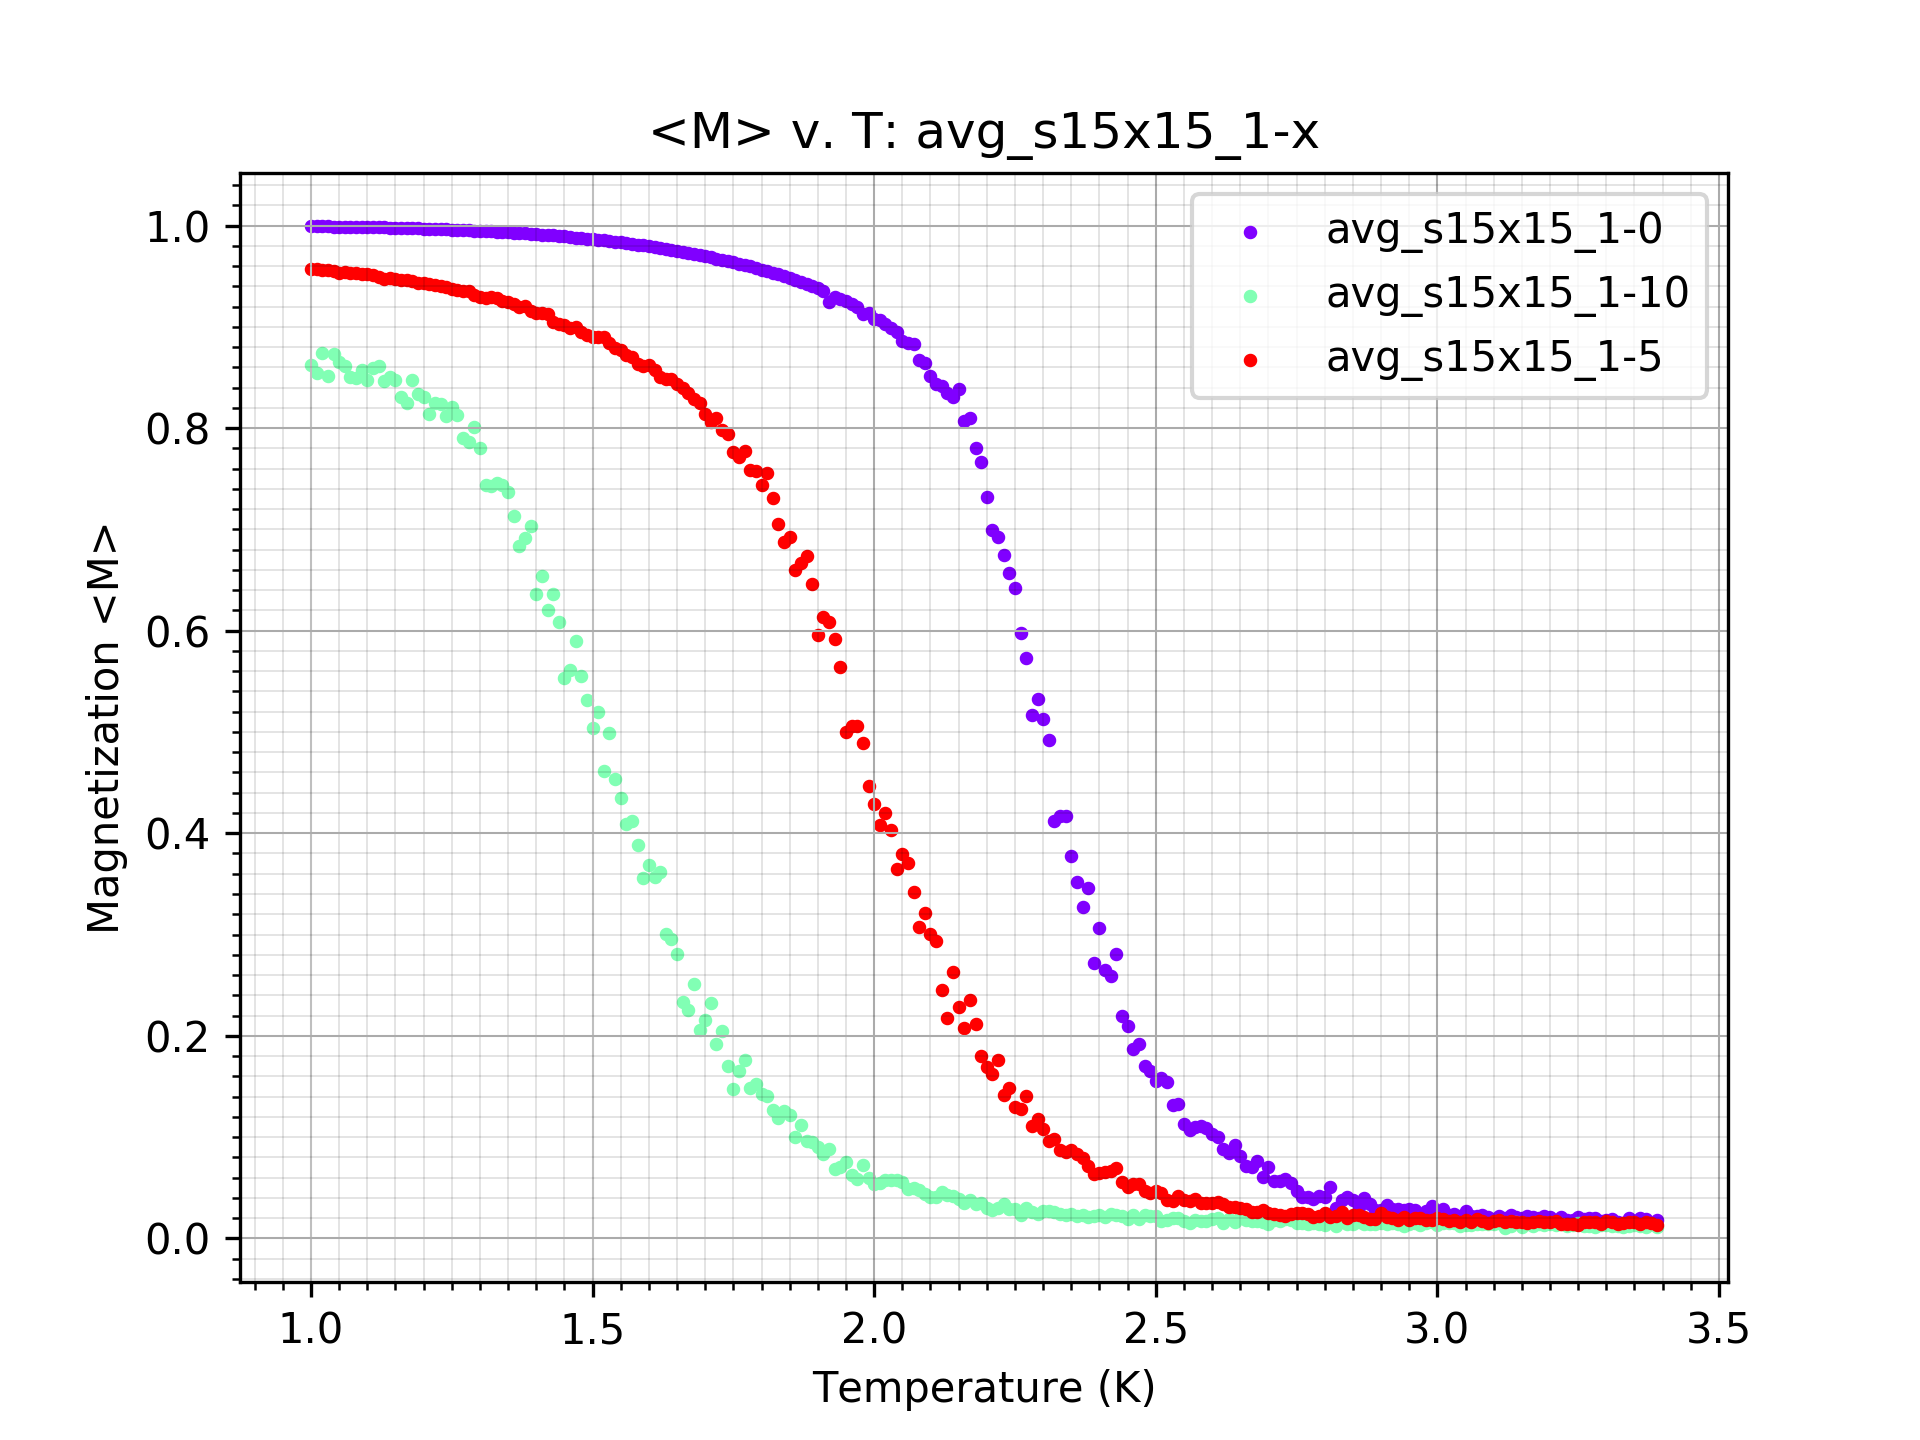 <M> v. T: avg_s15x15_1-x
avg_s15x15_1-0
avg_s15x15_1-10
avg_s15x15_1-5
Magnetization <M>
1.0
0.8
0.6
0.4
0.2
0.0
1.0 1.5 2.0 2.5 3.0 3.5
Temperature (K)